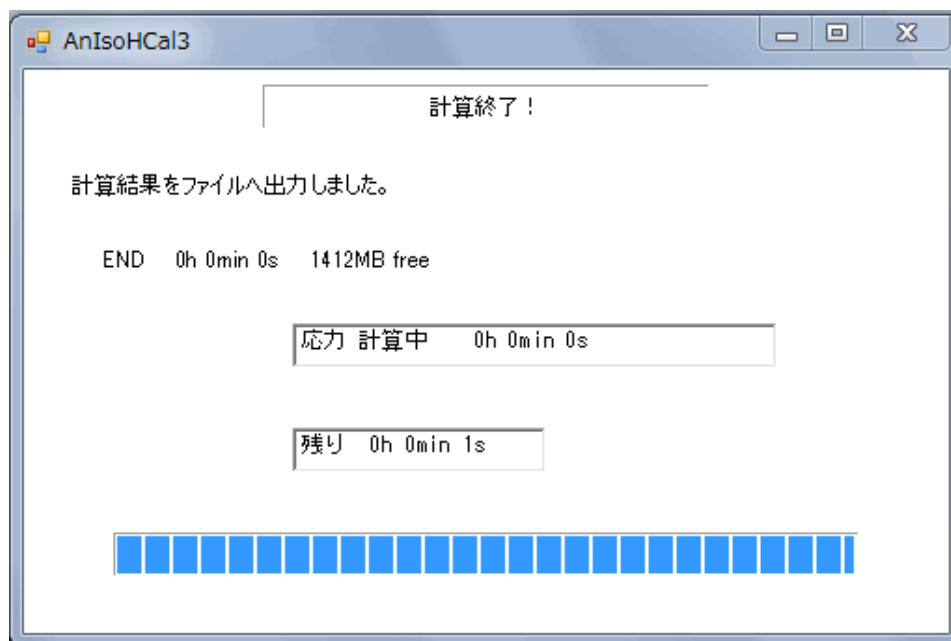 AnIsoHCal3
計算終了！
計算結果をファイルへ出力しました。
END 0h 0min 0s 1412MB free
応力 計算中 0h 0min 0s
残り 0h 0min 1s